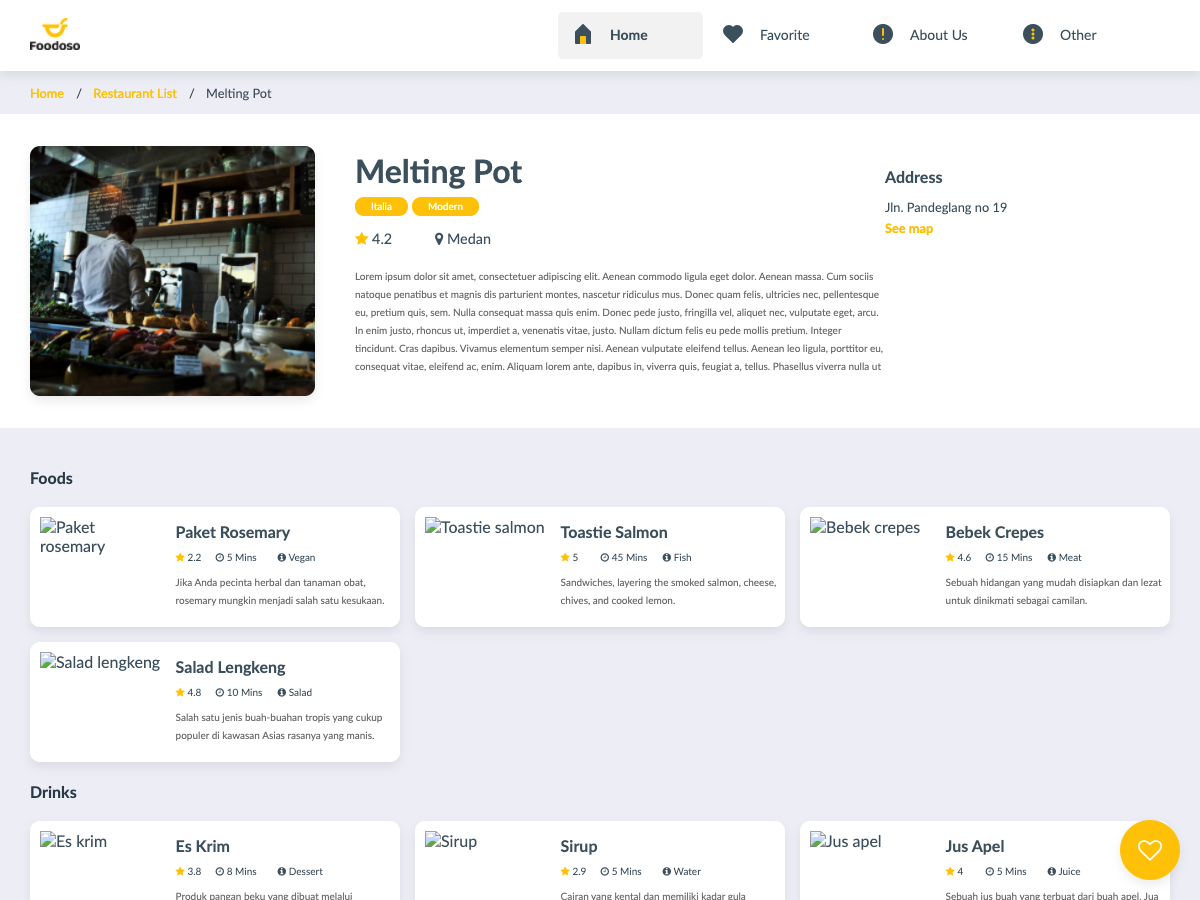 Foodoso
Home
Favorite
About Us
Other
Home / Restaurant List / Melting Pot
Melting Pot
Italia
Modern
4.2
Medan
Lorem ipsum dolor sit amet, consectetuer adipiscing elit. Aenean commodo ligula eget dolor. Aenean massa. Cum sociis
natoque penatibus et magnis dis parturient montes, nascetur ridiculus mus. Donec quam felis, ultricies nec, pellentesque
eu, pretium quis, sem. Nulla consequat massa quis enim. Donec pede justo, fringilla vel, aliquet nec, vulputate eget, arcu.
In enim justo, rhoncus ut, imperdiet a, venenatis vitae, justo. Nullam dictum felis eu pede mollis pretium. Integer
tincidunt. Cras dapibus. Vivamus elementum semper nisi. Aenean vulputate eleifend tellus. Aenean leo ligula, porttitor eu,
consequat vitae, eleifend ac, enim. Aliquam lorem ante, dapibus in, viverra quis, feugiat a, tellus. Phasellus viverra nulla ut
Address
Jln. Pandeglang no 19
See map
Foods
Paket
rosemary
Paket Rosemary
2.2 5 Mins Vegan
Jika Anda pecinta herbal dan tanaman obat,
rosemary mungkin menjadi salah satu kesukaan.
Toastie salmon
Toastie Salmon
5 45 Mins Fish
Sandwiches, layering the smoked salmon, cheese,
chives, and cooked lemon.
Bebek crepes
Bebek Crepes
4.6 15 Mins Meat
Sebuah hidangan yang mudah disiapkan dan lezat
untuk dinikmati sebagai camilan.
Salad lengkeng
Salad Lengkeng
4.8 10 Mins Salad
Salah satu jenis buah-buahan tropis yang cukup
populer di kawasan Asias rasanya yang manis.
Drinks
Es krim
Es Krim
3.8 8 Mins Dessert
Produk pangan beku yang dibuat melalui
Sirup
Sirup
2.9 5 Mins Water
Cairan yang kental dan memiliki kadar gula
Jus apel
Jus Apel
4 5 Mins Juice
Sebuah jus buah yang terbuat dari buah apel. Jua